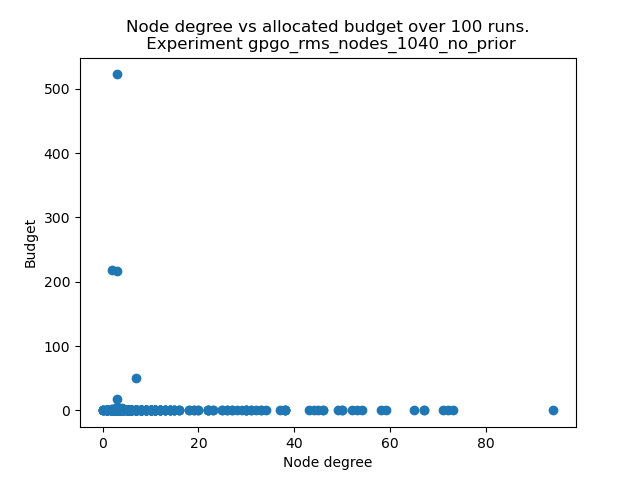 Node degree vs allocated budget over 100 runs.
Experiment gpgo_rms_nodes_1040_no_prior
500
400
300
200
100
0
Budget
0 20 40 60 80
Node degree